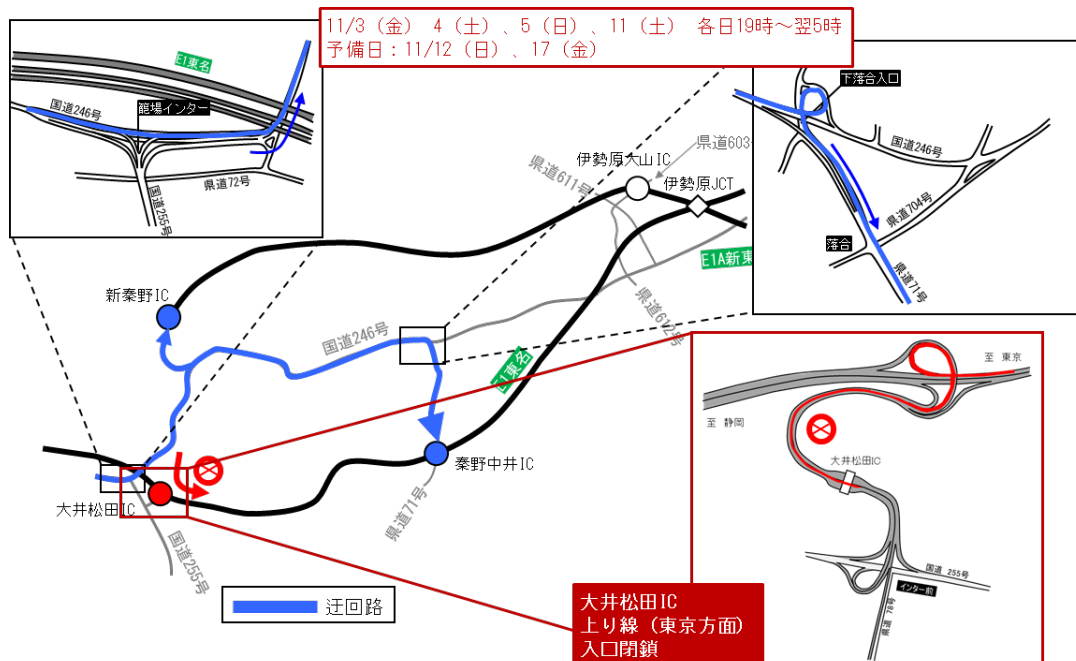 11/3（金） 4（土）、5（日）、11（土） 各日19時～翌5時
予備日：11/12（日）、17（金）
E1東名
国道246号
籠場インター
県道72号
国道255号
下落合入口
国道246号
県道704号
落合
県道71号
伊勢原大山IC
県道603
県道611号
伊勢原JCT
E1A新東
県道612号
新秦野IC
国道246号
E1東名
秦野中井IC
県道71号
大井松田IC
国道255号
迂回路
至 東京
至 静岡
大井松田IC
国道 255号
インター前
県道 78号
大井松田IC
上り線（東京方面）
入口閉鎖